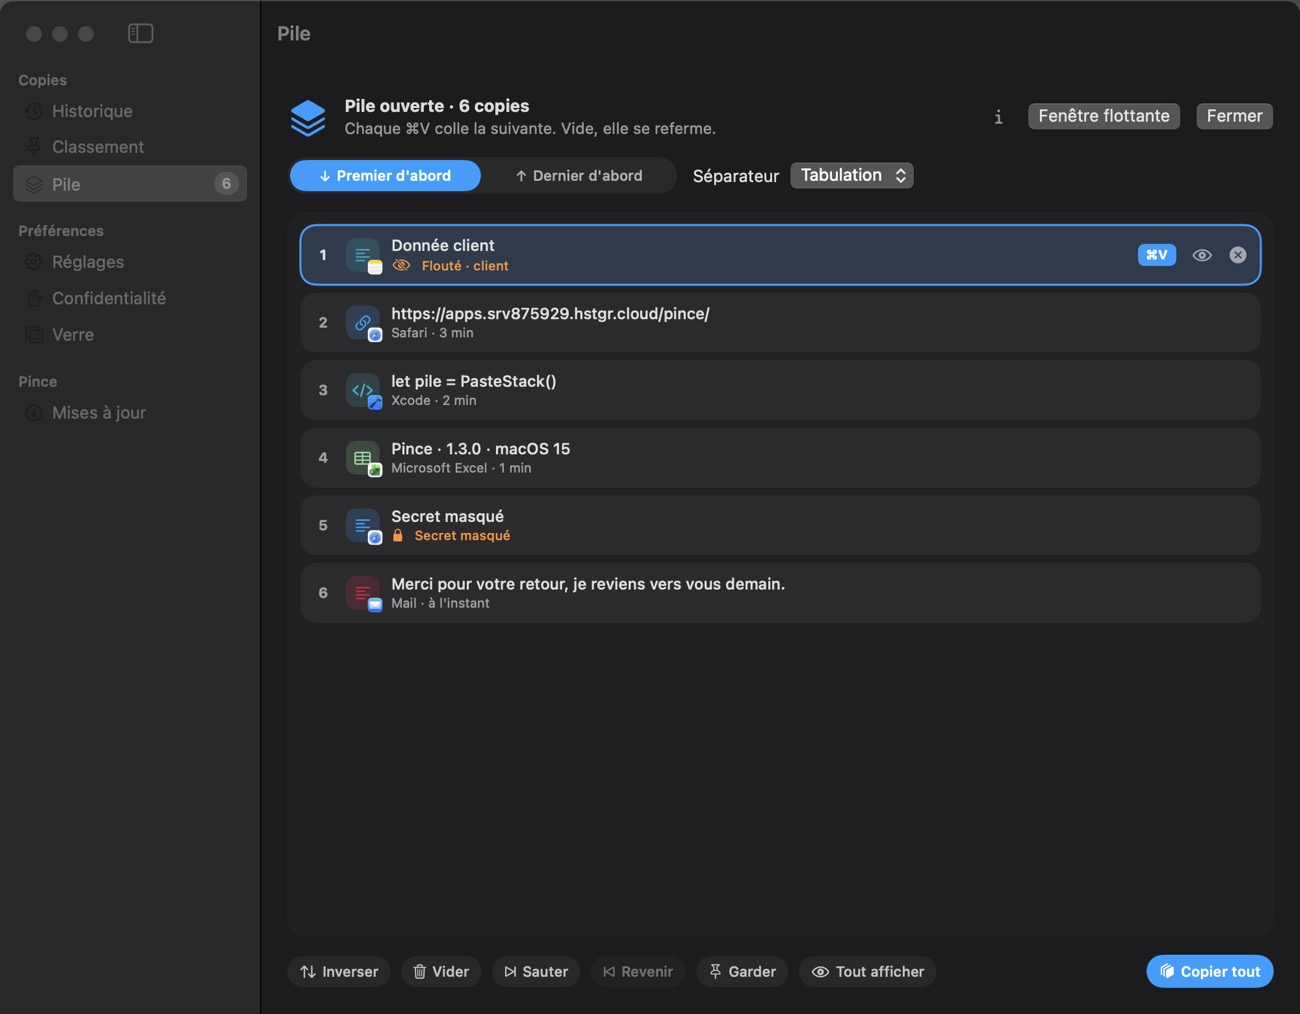 Pile
Copies
Historique
Classement
Pile
6
Préférences
Réglages
Confidentialité
Verre
Pince
Mises à jour
Pile ouverte · 6 copies
Chaque ⌘V colle la suivante. Vide, elle se referme.
i
Fenêtre flottante
Fermer
↓ Premier d'abord
↑ Dernier d'abord
Séparateur
Tabulation
1
Donnée client
Flouté · client
⌘V
2
https://apps.srv875929.hstgr.cloud/pince/
Safari · 3 min
3
let pile = PasteStack()
Xcode · 2 min
4
Pince · 1.3.0 · macOS 15
Microsoft Excel · 1 min
5
Secret masqué
Secret masqué
6
Merci pour votre retour, je reviens vers vous demain.
Mail · à l'instant
Inverser
Vider
Sauter
Revenir
Garder
Tout afficher
Copier tout